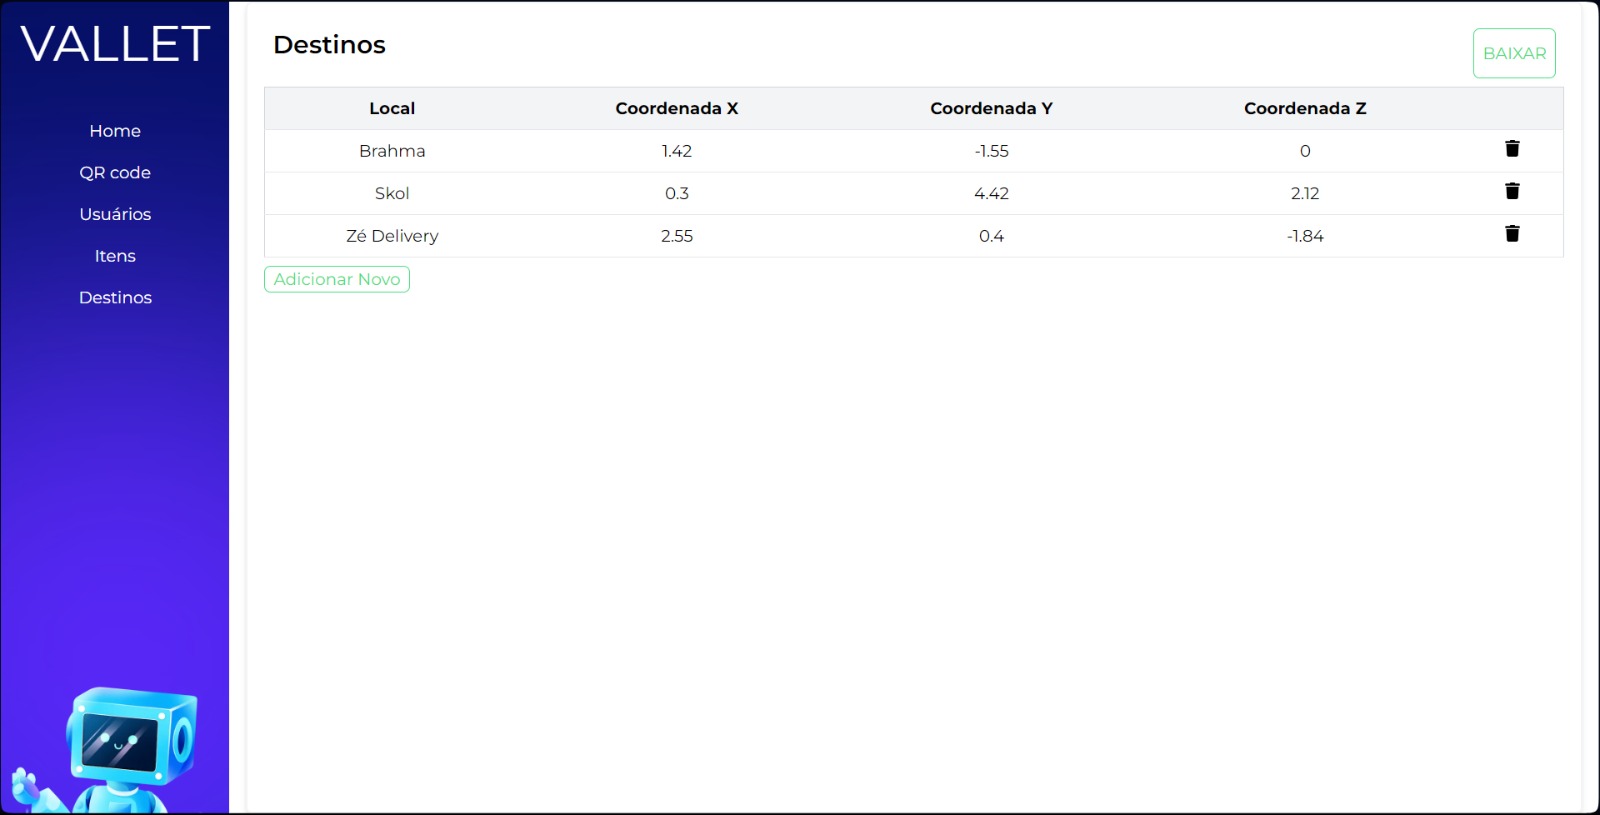 VALLET
Home
QR code
Usuários
Itens
Destinos
Destinos
BAIXAR
Local Coordenada X Coordenada Y Coordenada Z
Brahma 1.42 -1.55 0
Skol 0.3 4.42 2.12
Zé Delivery 2.55 0.4 -1.84
Adicionar Novo